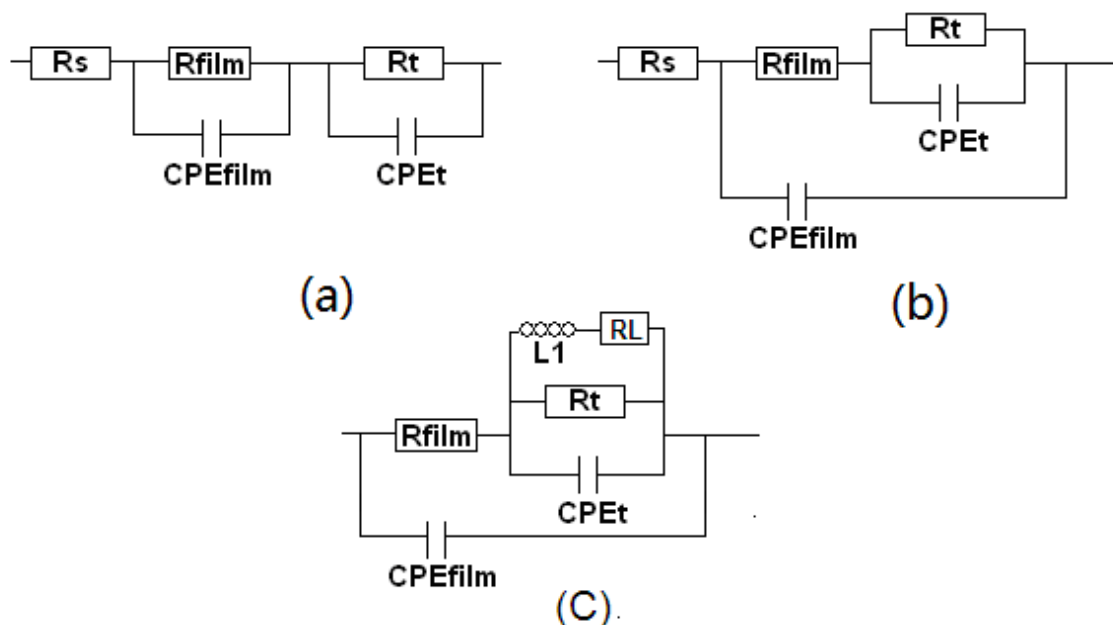 Rs
Rfilm
CPEfilm
Rt
CPEt
(a)
Rs
Rfilm
Rt
CPEt
CPEfilm
(b)
L1
RL
Rt
Rfilm
CPEt
CPEfilm
(C).